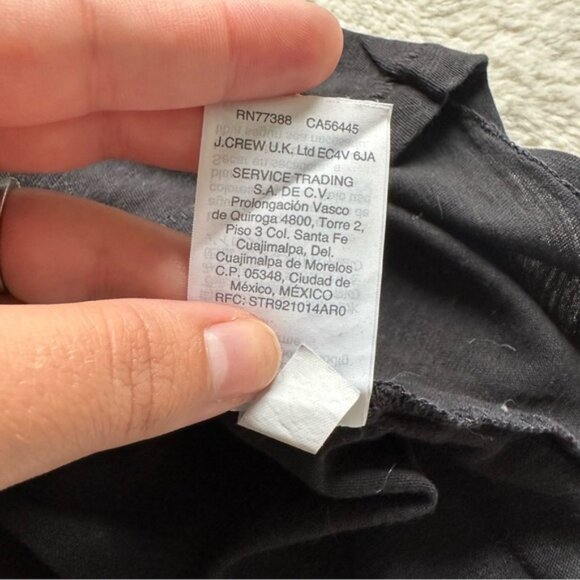 RN77388 CA56445
J.CREW U.K. Ltd EC4V 6JA
SERVICE TRADING
S.A. DE C.V.
Prolongación Vasco
de Quiroga 4800, Torre 2,
Piso 3 Col. Santa Fe
Cuajimalpa, Del.
Cuajimalpa de Morelos
C.P. 05348, Ciudad de
México, MÉXICO
RFC: STR921014AR0